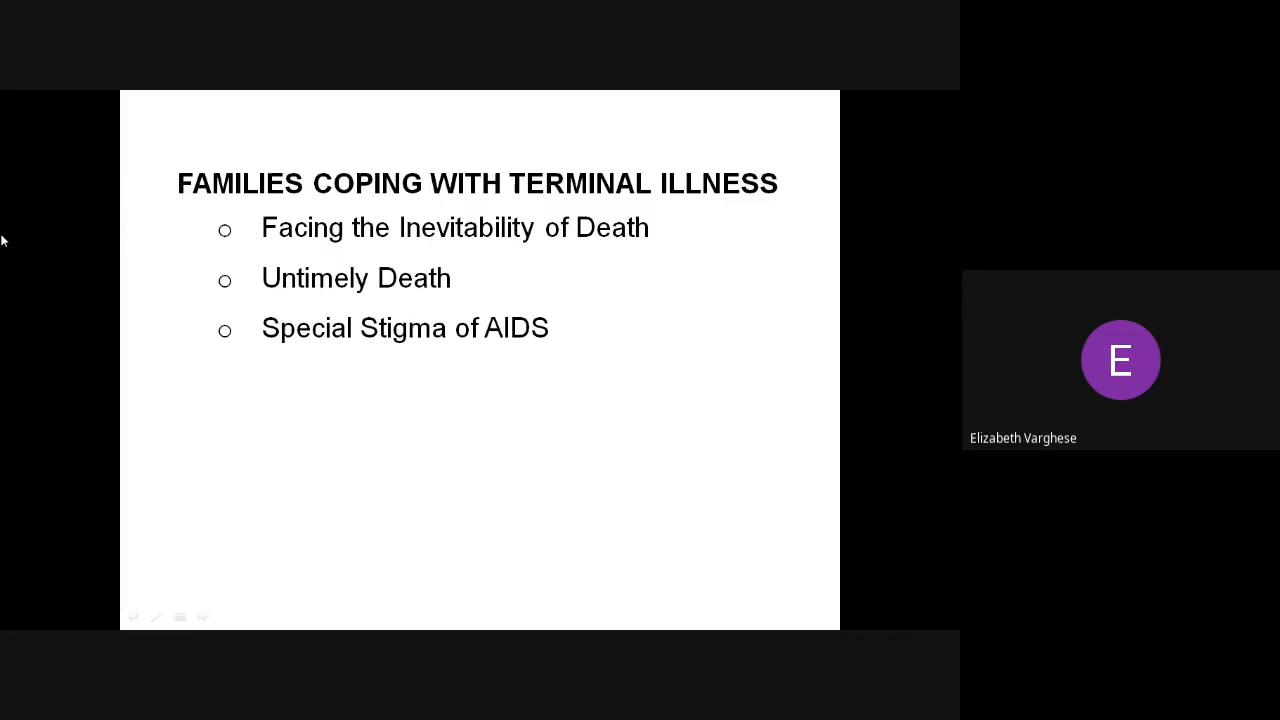 FAMILIES COPING WITH TERMINAL ILLNESS
o Facing the Inevitability of Death
o Untimely Death
o Special Stigma of AIDS
E
Elizabeth Varghese